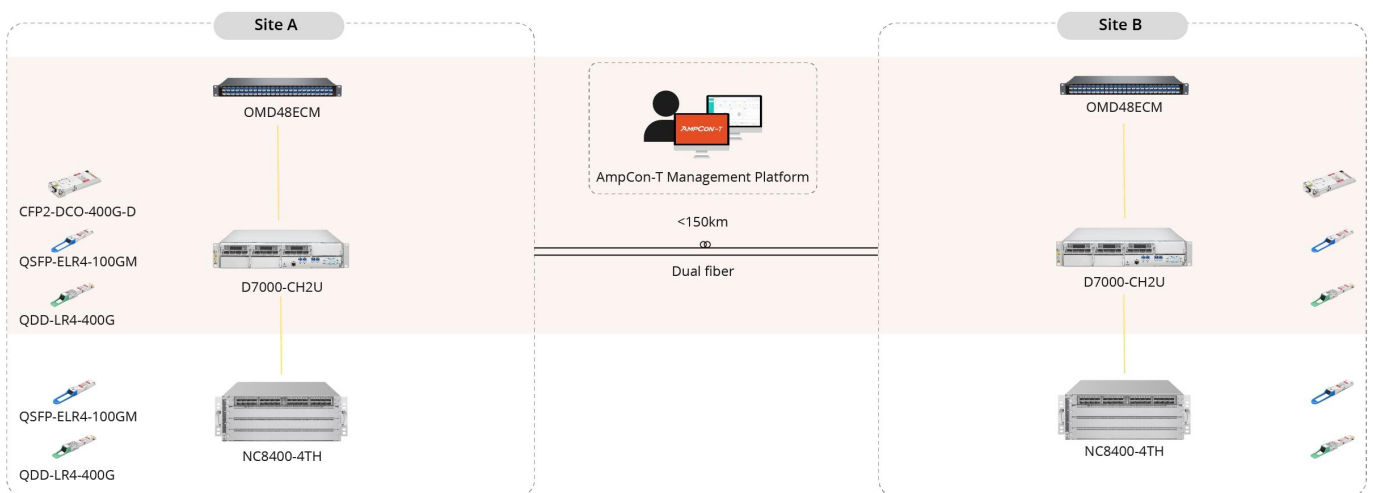 Site A
Site B
OMD48ECM
AMPCON-T
AmpCon-T Management Platform
OMD48ECM
CFP2-DCO-400G-D
QSFP-ELR4-100GM
QDD-LR4-400G
D7000-CH2U
<150km
Dual fiber
D7000-CH2U
QSFP-ELR4-100GM
QDD-LR4-400G
NC8400-4TH
NC8400-4TH